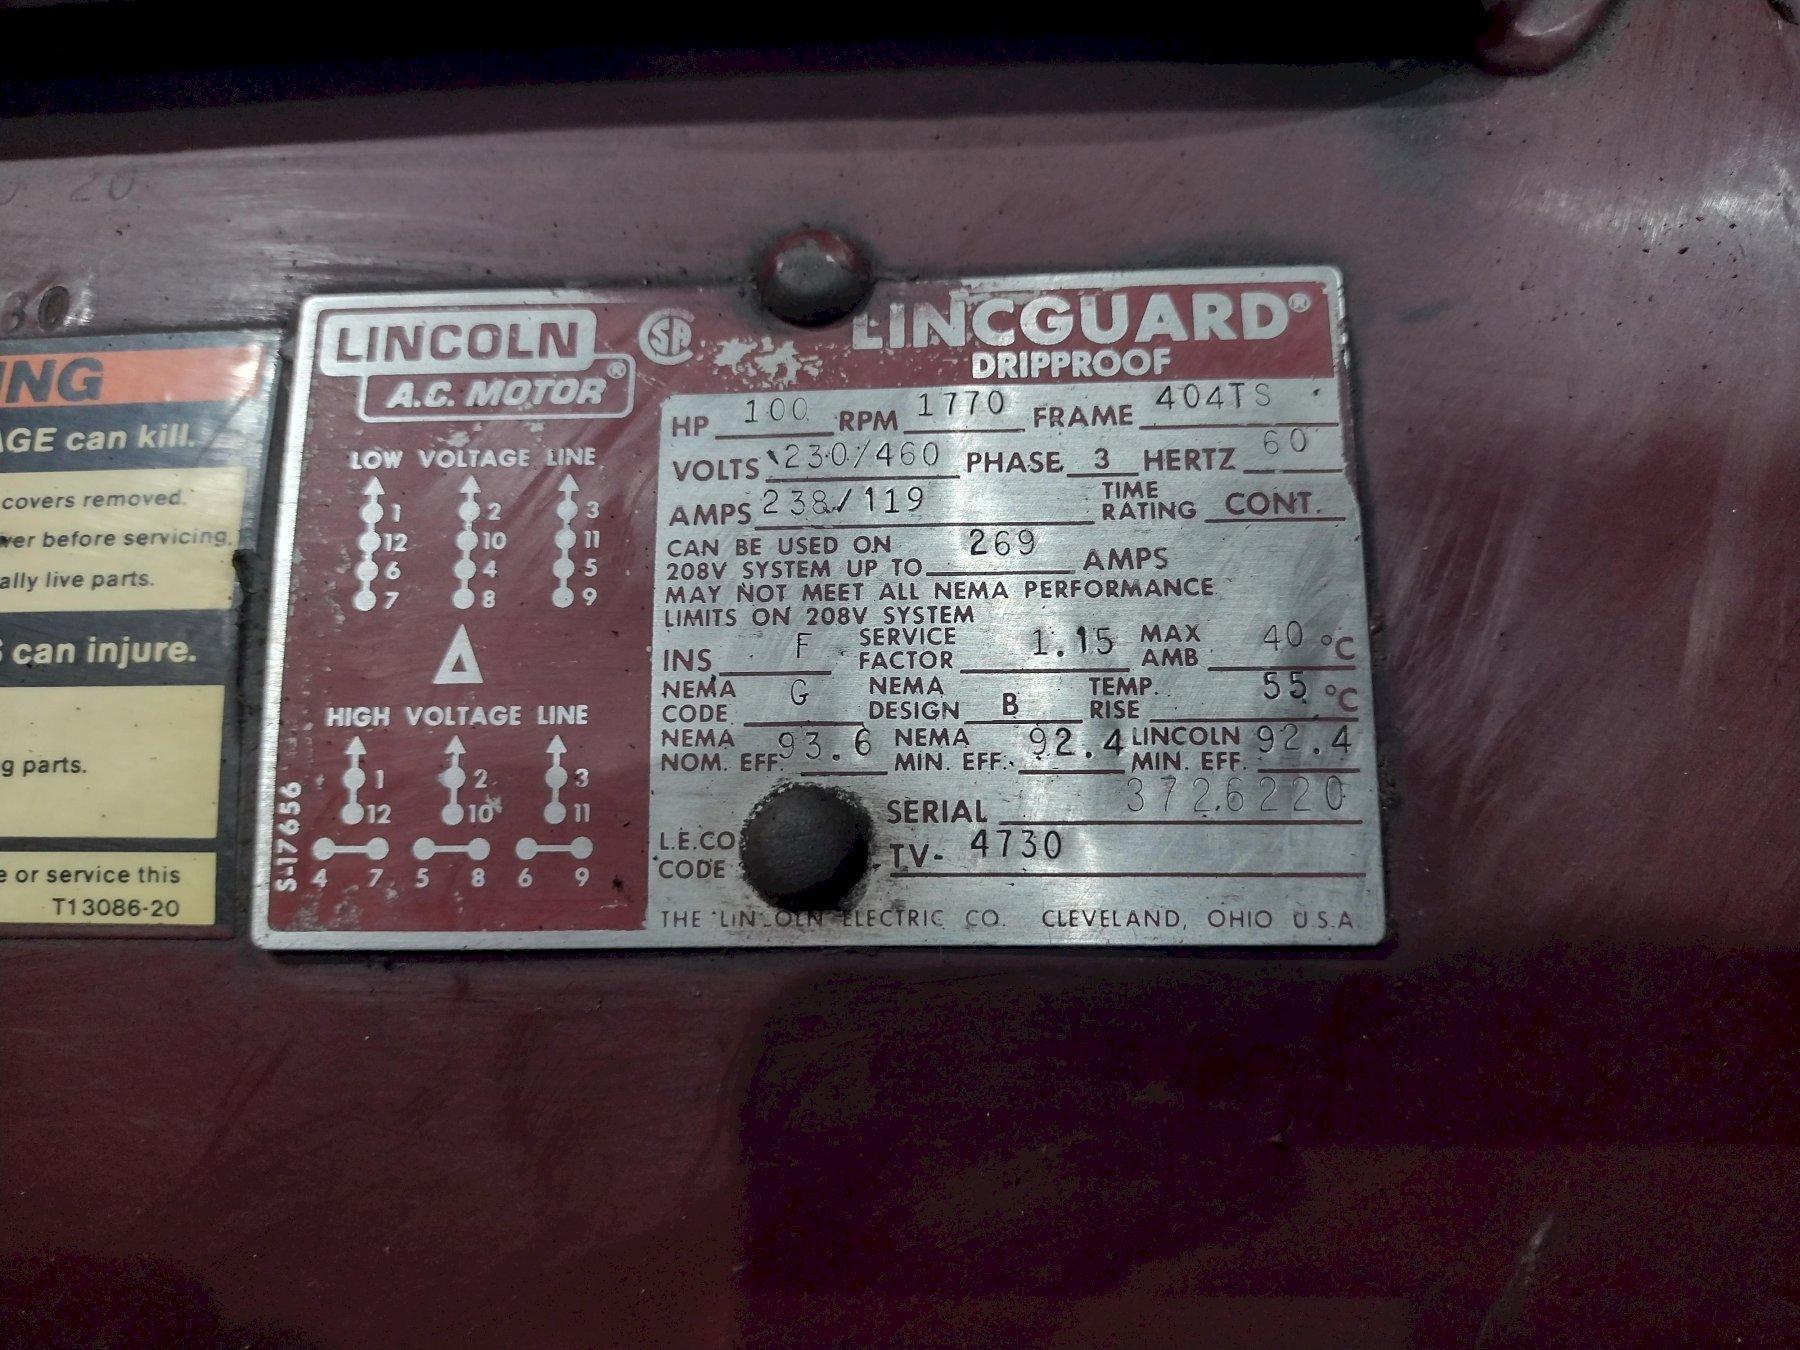 20
30
ING
AGE can kill.
covers removed.
wer before servicing.
ally live parts.
S can injure.
g parts.
e or service this
T13086-20
LINCOLN
A.C. MOTOR®
SA
LINCGUARD®
DRIPPROOF
LOW VOLTAGE LINE
1 2 3
12 10 11
6 4 5
7 8 9
Δ
HIGH VOLTAGE LINE
1 2 3
12 10 11
4 7 5 8 6 9
S-17656
HP 100 RPM 1770 FRAME 404TS
VOLTS 230/460 PHASE 3 HERTZ 60
AMPS 238/119 TIME RATING CONT.
CAN BE USED ON
208V SYSTEM UP TO 269 AMPS
MAY NOT MEET ALL NEMA PERFORMANCE
LIMITS ON 208V SYSTEM
INS. F SERVICE FACTOR 1.15 MAX AMB 40 °C
NEMA CODE G NEMA DESIGN B TEMP. RISE 55 °C
NEMA NOM. EFF. 93.6 NEMA MIN. EFF. 92.4 LINCOLN MIN. EFF. 92.4
SERIAL 3726220
L.E.CO CODE TV- 4730
THE LINCOLN ELECTRIC CO. CLEVELAND, OHIO U.S.A.